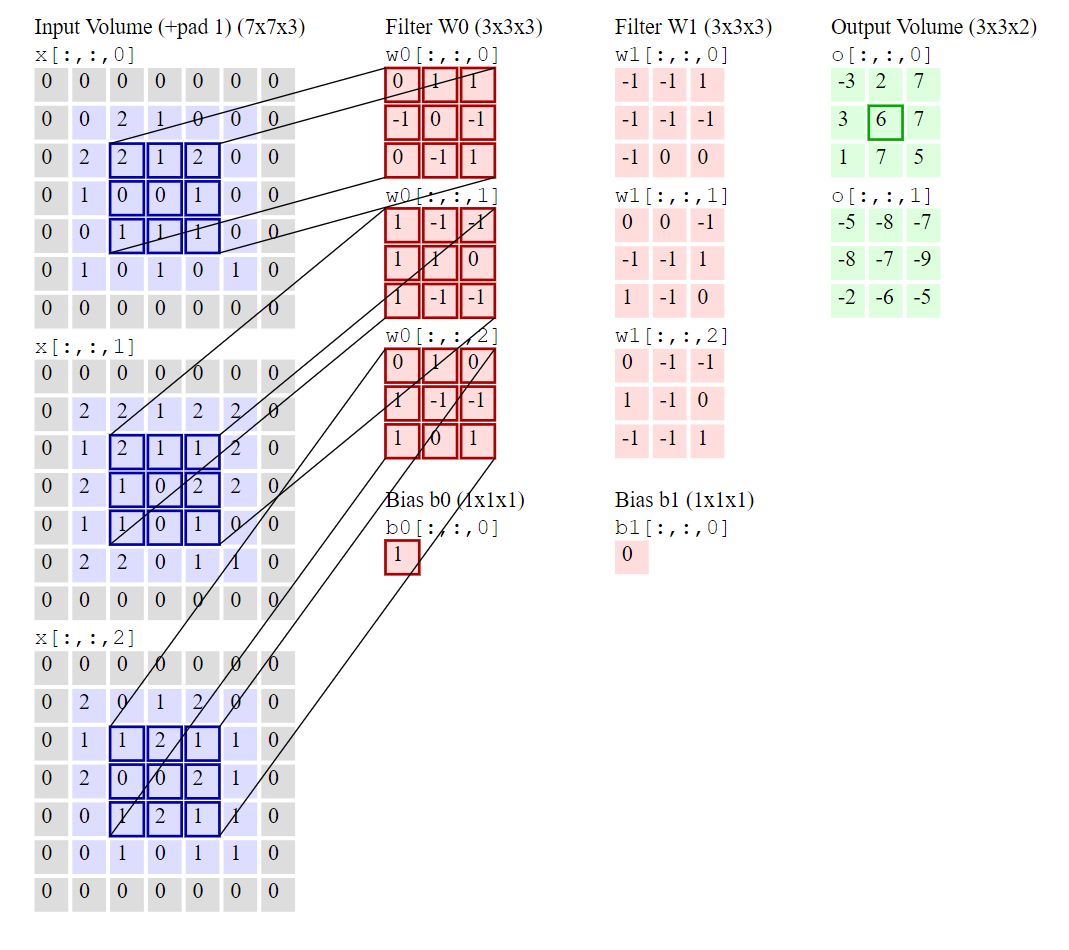 Input Volume (+pad 1) (7x7x3) Filter W0 (3x3x3) Filter W1 (3x3x3) Output Volume (3x3x2)
x[:,:,0] w0[:,:,0] w1[:,:,0] o[:,:,0]
0 0 0 0 0 0 0 0 1 1 -1 -1 1 -3 2 7
0 0 2 1 0 0 0 -1 0 -1 -1 -1 -1 3 6 7
0 2 2 1 2 0 0 0 -1 1 -1 0 0 1 7 5
0 1 0 0 1 0 0 w0[:,:,1] w1[:,:,1] o[:,:,1]
0 0 1 1 1 0 0 1 -1 -1 0 0 -1 -5 -8 -7
0 1 0 1 0 1 0 1 1 0 -1 -1 1 -8 -7 -9
0 0 0 0 0 0 0 1 -1 -1 1 -1 0 -2 -6 -5
x[:,:,1] w0[:,:,2] w1[:,:,2]
0 0 0 0 0 0 0 0 1 0 0 -1 -1
0 2 2 1 2 2 0 1 -1 -1 1 -1 0
0 1 2 1 1 2 0 1 0 1 -1 -1 1
0 2 1 0 2 2 0 Bias b0 (1x1x1) Bias b1 (1x1x1)
0 1 1 0 1 0 0 b0[:,:,0] b1[:,:,0]
0 2 2 0 1 1 0 1 0
0 0 0 0 0 0 0
x[:,:,2]
0 0 0 0 0 0 0
0 2 0 1 2 0 0
0 1 1 2 1 1 0
0 2 0 0 2 1 0
0 0 1 2 1 1 0
0 0 1 0 1 1 0
0 0 0 0 0 0 0